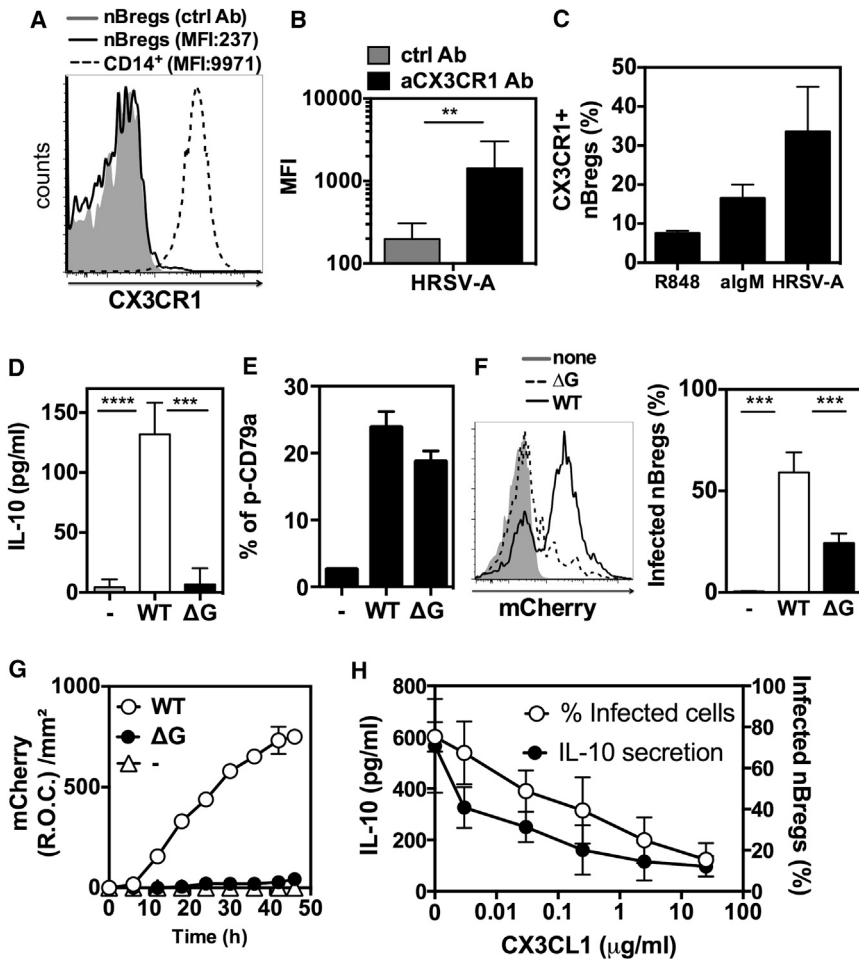 A
nBregs (ctrl Ab)
nBregs (MFI:237)
CD14⁺ (MFI:9971)
counts
CX3CR1
B
ctrl Ab
aCX3CR1 Ab
MFI
10000
1000
100
**
HRSV-A
C
CX3CR1+
nBregs (%)
50
40
30
20
10
0
R848 aIgM HRSV-A
D
IL-10 (pg/ml)
150
100
50
0
**** ***
- WT ΔG
E
% of p-CD79a
30
20
10
0
- WT ΔG
F
none
ΔG
WT
mCherry
Infected nBregs (%)
100
50
0
*** ***
- WT ΔG
G
mCherry
(R.O.C.) /mm²
1000
500
0
WT
ΔG
-
0 10 20 30 40 50
Time (h)
H
IL-10 (pg/ml)
800
600
400
200
0
% Infected cells
IL-10 secretion
100
80
60
40
20
0
Infected nBregs (%)
0 0.01 0.1 1 10 100
CX3CL1 (μg/ml)